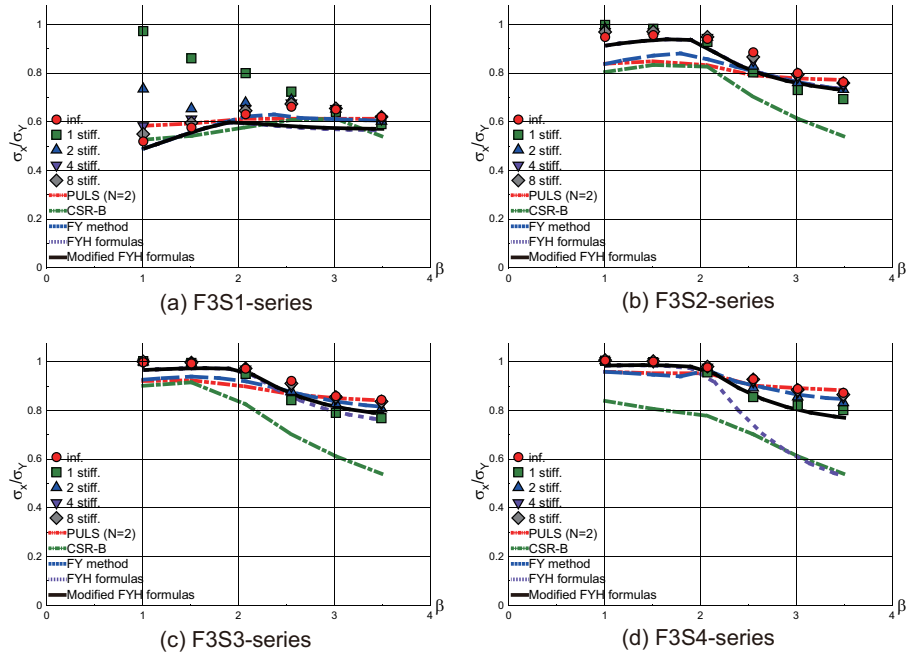 1
0.8
0.6
0.4
0.2
0
σx/σY
inf.
1 stiff.
2 stiff.
4 stiff.
8 stiff.
PULS (N=2)
CSR-B
FY method
FYH formulas
Modified FYH formulas
0 1 2 3 4
β
(a) F3S1-series
1
0.8
0.6
0.4
0.2
0
σx/σY
inf.
1 stiff.
2 stiff.
4 stiff.
8 stiff.
PULS (N=2)
CSR-B
FY method
FYH formulas
Modified FYH formulas
0 1 2 3 4
β
(b) F3S2-series
1
0.8
0.6
0.4
0.2
0
σx/σY
inf.
1 stiff.
2 stiff.
4 stiff.
8 stiff.
PULS (N=2)
CSR-B
FY method
FYH formulas
Modified FYH formulas
0 1 2 3 4
β
(c) F3S3-series
1
0.8
0.6
0.4
0.2
0
σx/σY
inf.
1 stiff.
2 stiff.
4 stiff.
8 stiff.
PULS (N=2)
CSR-B
FY method
FYH formulas
Modified FYH formulas
0 1 2 3 4
β
(d) F3S4-series